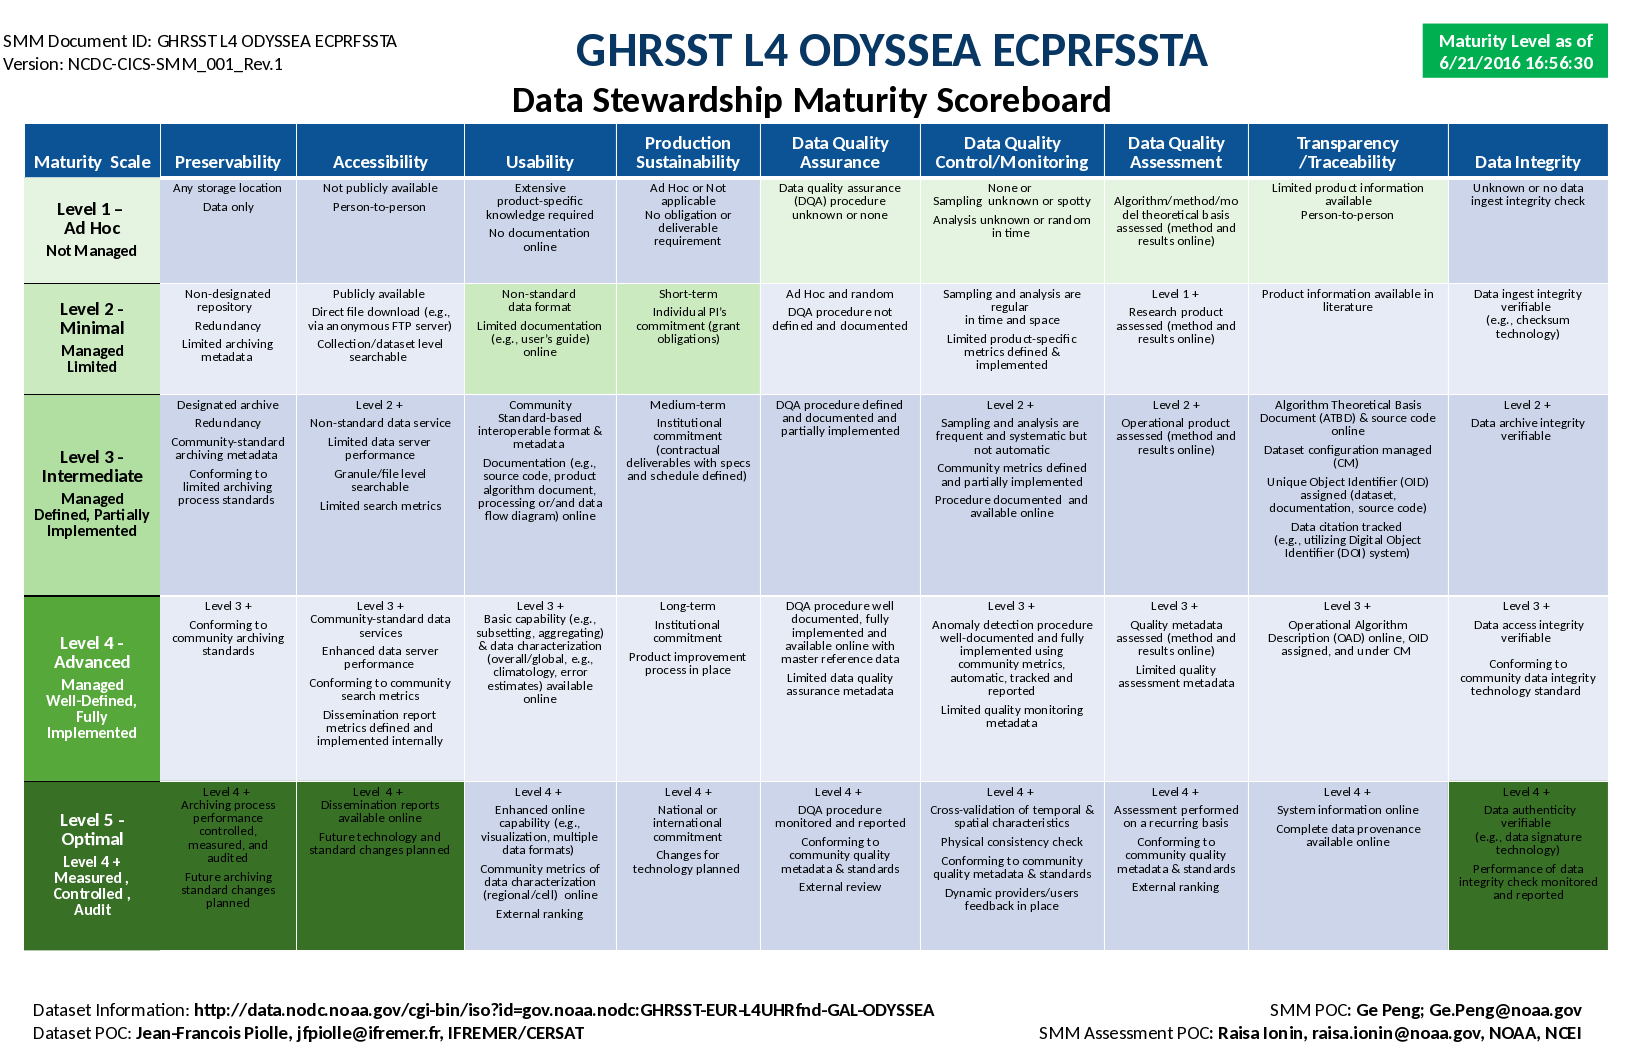 SMM Document ID: GHRSST L4 ODYSSEA ECPRFSSTA
Version: NCDC-CICS-SMM_001_Rev.1
GHRSST L4 ODYSSEA ECPRFSSTA
Data Stewardship Maturity Scoreboard
Maturity Level as of
6/21/2016 16:56:30
Maturity Scale
Preservability
Accessibility
Usability
Production
Sustainability
Data Quality
Assurance
Data Quality
Control/Monitoring
Data Quality
Assessment
Transparency
/Traceability
Data Integrity
Level 1 –
Ad Hoc
Not Managed
Any storage location
Data only
Not publicly available
Person-to-person
Extensive
product-specific
knowledge required
No documentation
online
Ad Hoc or Not
applicable
No obligation or
deliverable
requirement
Data quality assurance
(DQA) procedure
unknown or none
None or
Sampling unknown or spotty
Analysis unknown or random
in time
Algorithm/method/mo
del theoretical basis
assessed (method and
results online)
Limited product information
available
Person-to-person
Unknown or no data
ingest integrity check
Level 2 -
Minimal
Managed
Limited
Non-designated
repository
Redundancy
Limited archiving
metadata
Publicly available
Direct file download (e.g.,
via anonymous FTP server)
Collection/dataset level
searchable
Non-standard
data format
Limited documentation
(e.g., user's guide)
online
Short-term
Individual PI's
commitment (grant
obligations)
Ad Hoc and random
DQA procedure not
defined and documented
Sampling and analysis are
regular
in time and space
Limited product-specific
metrics defined &
implemented
Level 1 +
Research product
assessed (method and
results online)
Product information available in
literature
Data ingest integrity
verifiable
(e.g., checksum
technology)
Level 3 -
Intermediate
Managed
Defined, Partially
Implemented
Designated archive
Redundancy
Community-standard
archiving metadata
Conforming to
limited archiving
process standards
Level 2 +
Non-standard data service
Limited data server
performance
Granule/file level
searchable
Limited search metrics
Community
Standard-based
interoperable format &
metadata
Documentation (e.g.,
source code, product
algorithm document,
processing or/and data
flow diagram) online
Medium-term
Institutional
commitment
(contractual
deliverables with specs
and schedule defined)
DQA procedure defined
and documented and
partially implemented
Level 2 +
Sampling and analysis are
frequent and systematic but
not automatic
Community metrics defined
and partially implemented
Procedure documented and
available online
Level 2 +
Operational product
assessed (method and
results online)
Algorithm Theoretical Basis
Document (ATBD) & source code
online
Dataset configuration managed
(CM)
Unique Object Identifier (OID)
assigned (dataset,
documentation, source code)
Data citation tracked
(e.g., utilizing Digital Object
Identifier (DOI) system)
Level 2 +
Data archive integrity
verifiable
Level 4 -
Advanced
Managed
Well-Defined,
Fully
Implemented
Level 3 +
Conforming to
community archiving
standards
Level 3 +
Community-standard data
services
Enhanced data server
performance
Conforming to community
search metrics
Dissemination report
metrics defined and
implemented internally
Level 3 +
Basic capability (e.g.,
subsetting, aggregating)
& data characterization
(overall/global, e.g.,
climatology, error
estimates) available
online
Long-term
Institutional
commitment
Product improvement
process in place
DQA procedure well
documented, fully
implemented and
available online with
master reference data
Limited data quality
assurance metadata
Level 3 +
Anomaly detection procedure
well-documented and fully
implemented using
community metrics,
automatic, tracked and
reported
Limited quality monitoring
metadata
Level 3 +
Quality metadata
assessed (method and
results online)
Limited quality
assessment metadata
Level 3 +
Operational Algorithm
Description (OAD) online, OID
assigned, and under CM
Level 3 +
Data access integrity
verifiable
Conforming to
community data integrity
technology standard
Level 5 -
Optimal
Level 4 +
Measured ,
Controlled ,
Audit
Level 4 +
Archiving process
performance
controlled,
measured, and
audited
Future archiving
standard changes
planned
Level 4 +
Dissemination reports
available online
Future technology and
standard changes planned
Level 4 +
Enhanced online
capability (e.g.,
visualization, multiple
data formats)
Community metrics of
data characterization
(regional/cell) online
External ranking
Level 4 +
National or
international
commitment
Changes for
technology planned
Level 4 +
DQA procedure
monitored and reported
Conforming to
community quality
metadata & standards
External review
Level 4 +
Cross-validation of temporal &
spatial characteristics
Physical consistency check
Conforming to community
quality metadata & standards
Dynamic providers/users
feedback in place
Level 4 +
Assessment performed
on a recurring basis
Conforming to
community quality
metadata & standards
External ranking
Level 4 +
System information online
Complete data provenance
available online
Level 4 +
Data authenticity
verifiable
(e.g., data signature
technology)
Performance of data
integrity check monitored
and reported
Dataset Information: http://data.nodc.noaa.gov/cgi-bin/iso?id=gov.noaa.nodc:GHRSST-EUR-L4UHRfnd-GAL-ODYSSEA
Dataset POC: Jean-Francois Piolle, jfpiolle@ifremer.fr, IFREMER/CERSAT
SMM POC: Ge Peng; Ge.Peng@noaa.gov
SMM Assessment POC: Raisa Ionin, raisa.ionin@noaa.gov, NOAA, NCEI